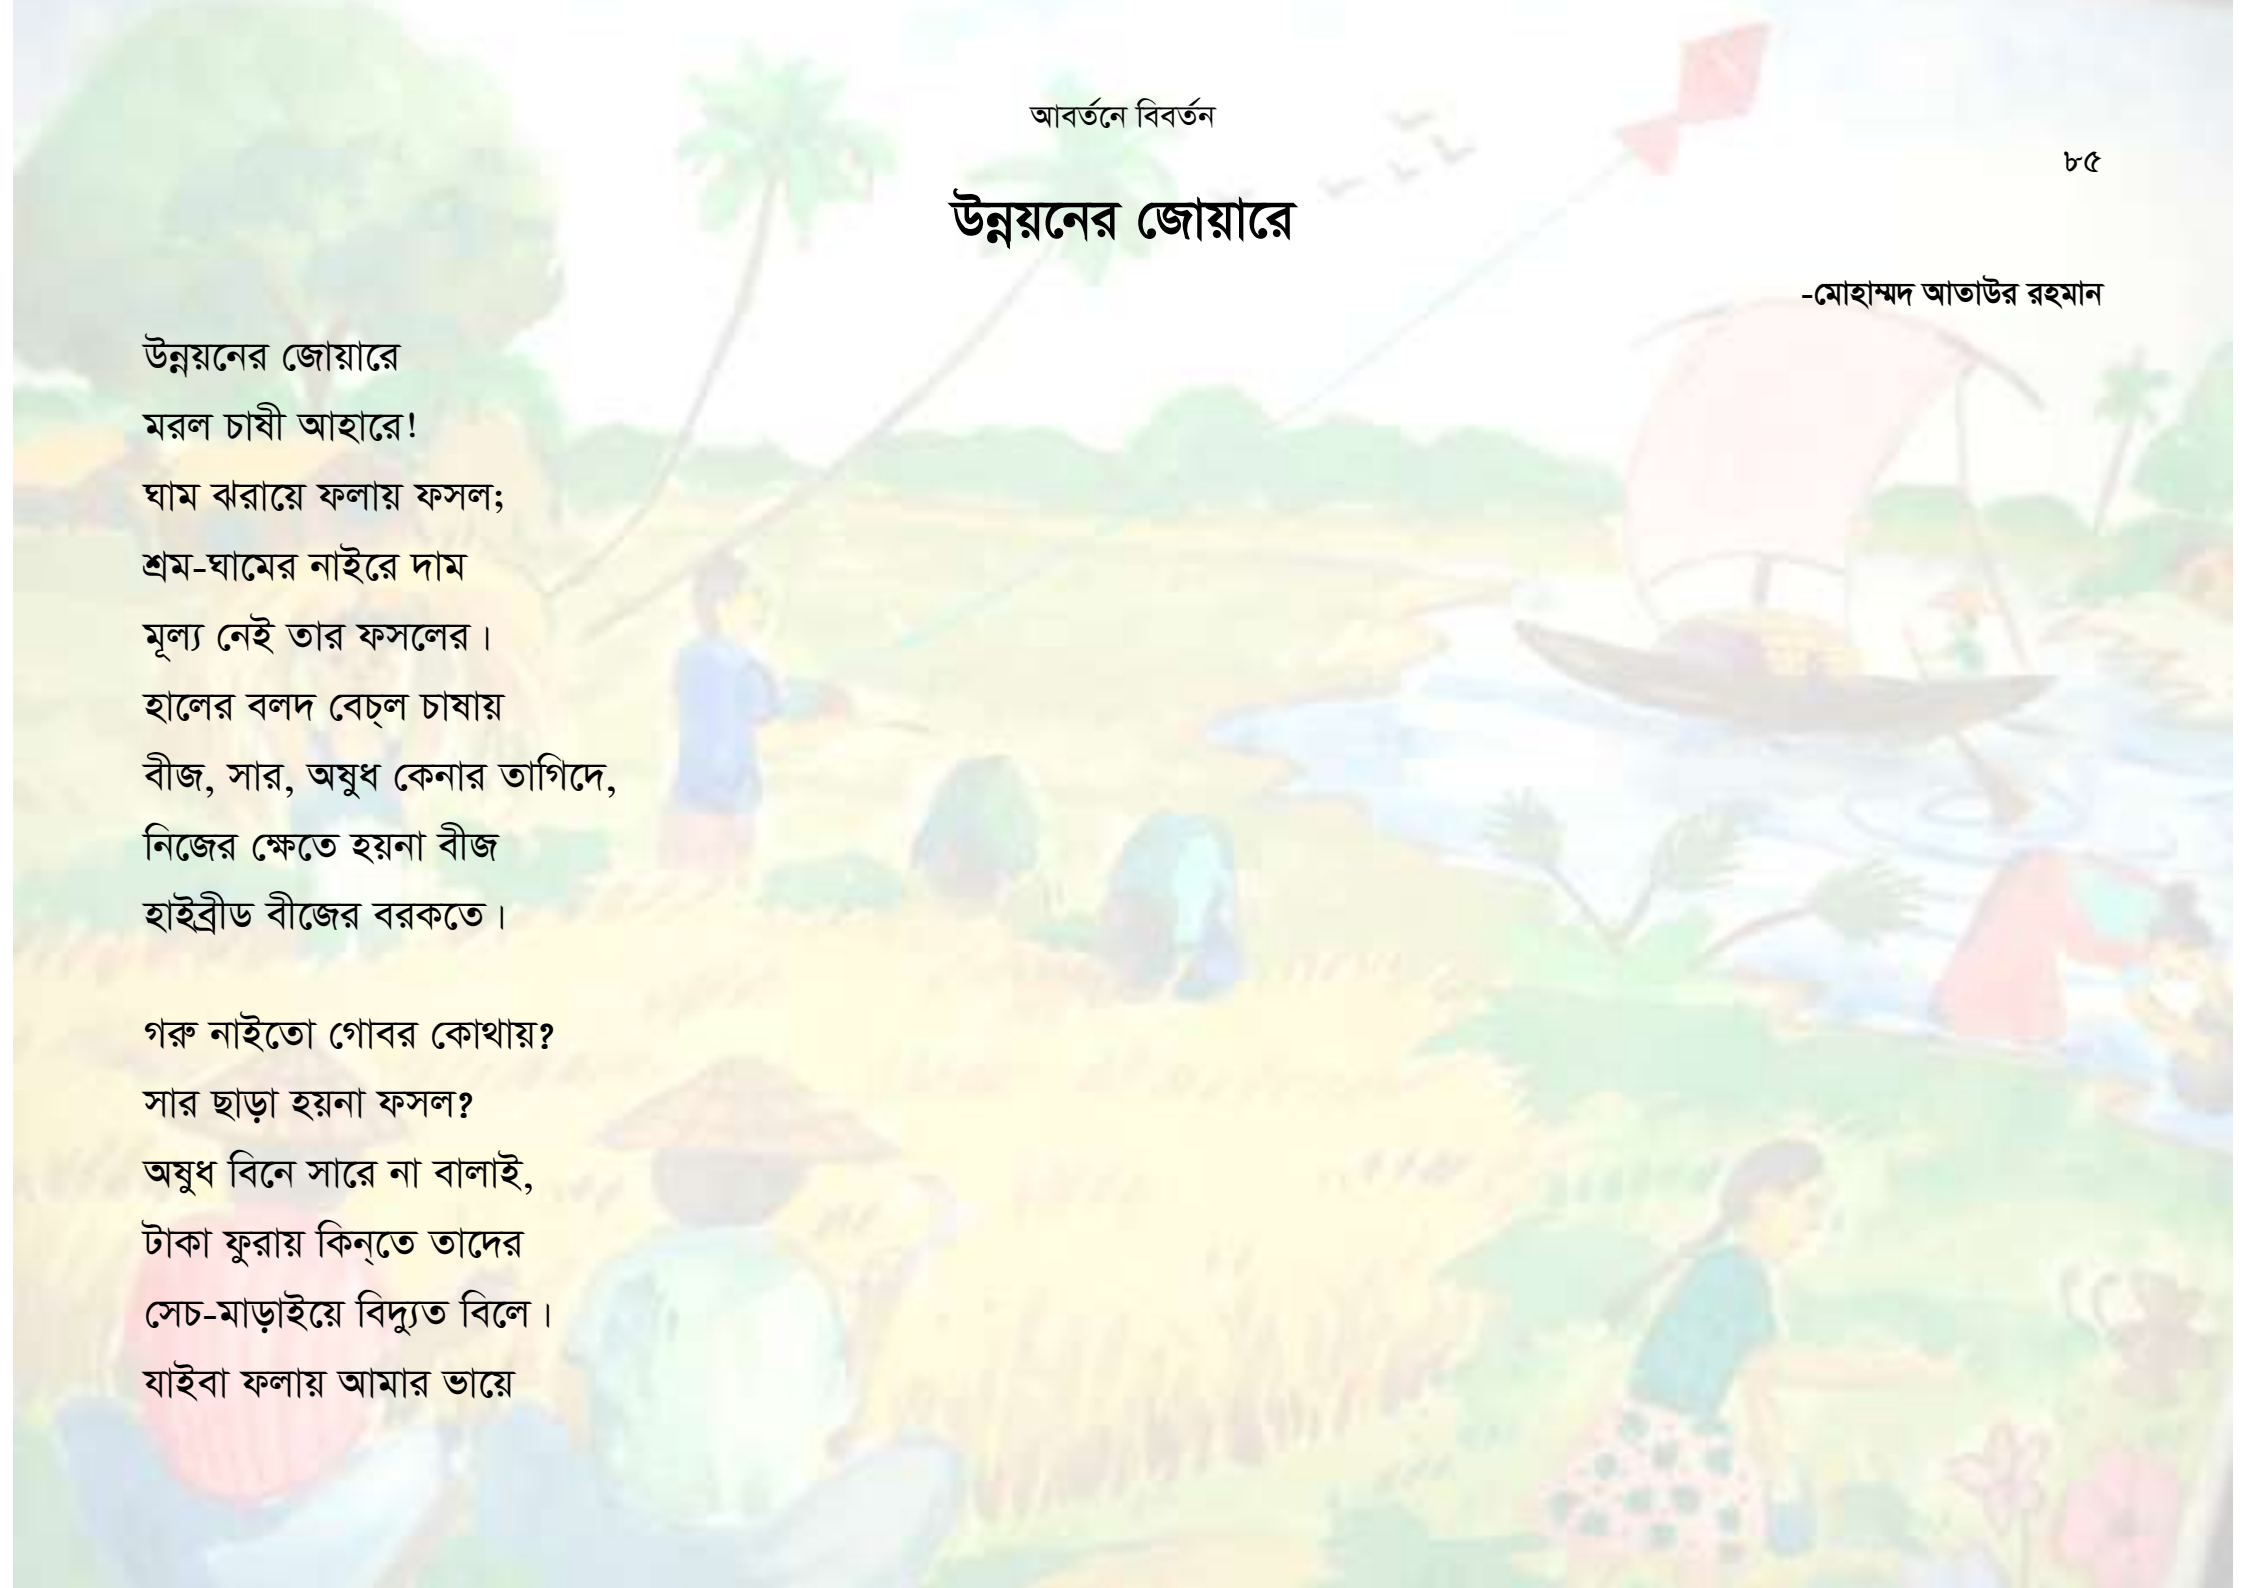 আবর্তনে বিবর্তন
৮৫
উন্নয়নের জোয়ারে
-মোহাম্মদ আতাউর রহমান
উন্নয়নের জোয়ারে
মরল চাষী আহারে!
ঘাম ঝরায়ে ফলায় ফসল;
শ্রম-ঘামের নাইরে দাম
মূল্য নেই তার ফসলের।
হালের বলদ বেচ্‌ল চাষায়
বীজ, সার, অষুধ কেনার তাগিদে,
নিজের ক্ষেতে হয়না বীজ
হাইব্রীড বীজের বরকতে।
গরু নাইতো গোবর কোথায়?
সার ছাড়া হয়না ফসল?
অষুধ বিনে সারে না বালাই,
টাকা ফুরায় কিন্‌তে তাদের
সেচ-মাড়াইয়ে বিদ্যুত বিলে।
যাইবা ফলায় আমার ভায়ে